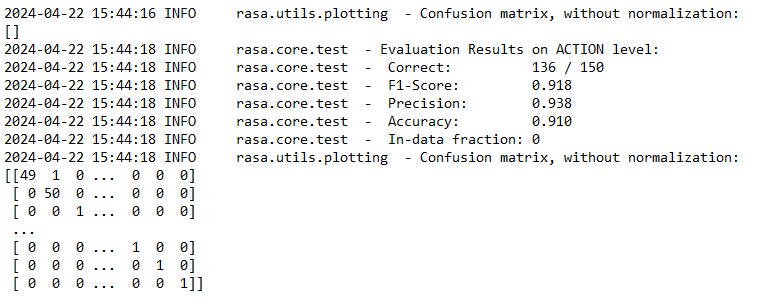 2024-04-22 15:44:16 INFO     rasa.utils.plotting  - Confusion matrix, without normalization:
[]
2024-04-22 15:44:18 INFO     rasa.core.test  - Evaluation Results on ACTION level:
2024-04-22 15:44:18 INFO     rasa.core.test  -  Correct:          136 / 150
2024-04-22 15:44:18 INFO     rasa.core.test  -  F1-Score:         0.918
2024-04-22 15:44:18 INFO     rasa.core.test  -  Precision:        0.938
2024-04-22 15:44:18 INFO     rasa.core.test  -  Accuracy:         0.910
2024-04-22 15:44:18 INFO     rasa.core.test  -  In-data fraction: 0
2024-04-22 15:44:18 INFO     rasa.utils.plotting  - Confusion matrix, without normalization:
[[49  1  0 ...  0  0  0]
 [ 0 50  0 ...  0  0  0]
 [ 0  0  1 ...  0  0  0]
 ...
 [ 0  0  0 ...  1  0  0]
 [ 0  0  0 ...  0  1  0]
 [ 0  0  0 ...  0  0  1]]